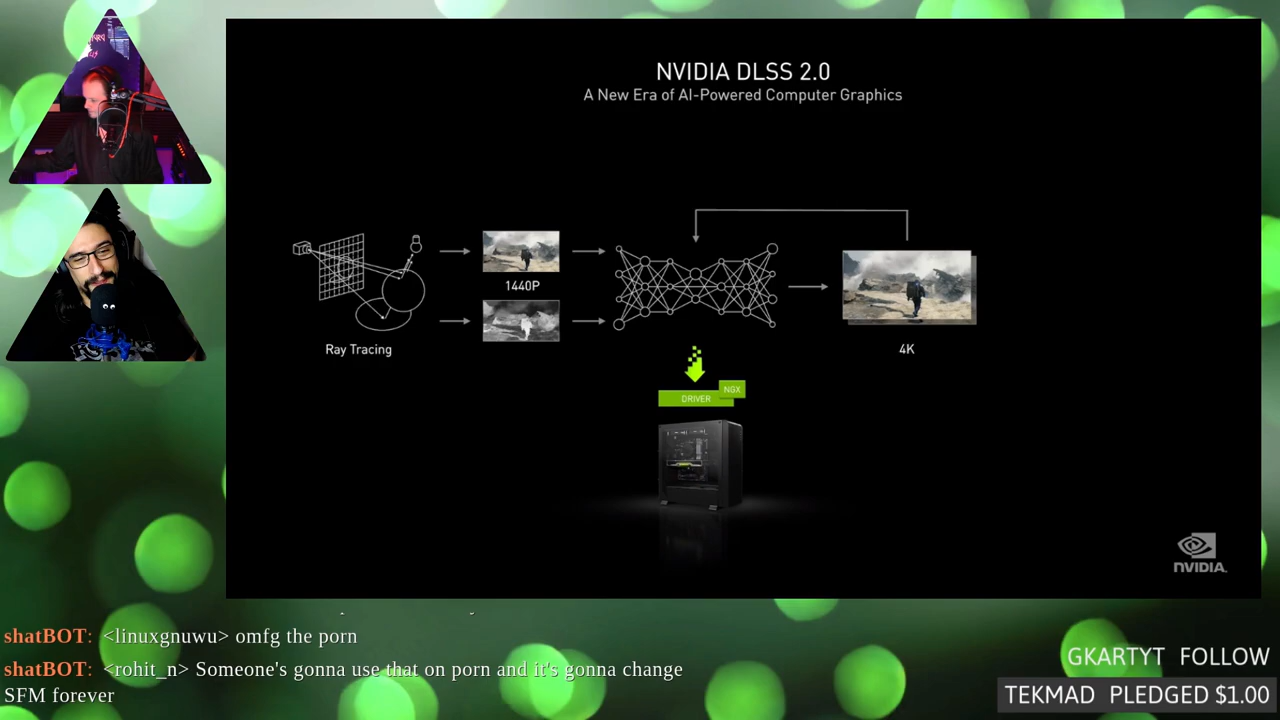 NVIDIA DLSS 2.0
A New Era of AI-Powered Computer Graphics
1440P
Ray Tracing
4K
NGX
DRIVER
NVIDIA
shatBOT: <linuxgnuwu> omfg the porn
shatBOT: <rohit_n> Someone's gonna use that on porn and it's gonna change
SFM forever
GKARTYT FOLLOW
TEKMAD PLEDGED $1.00